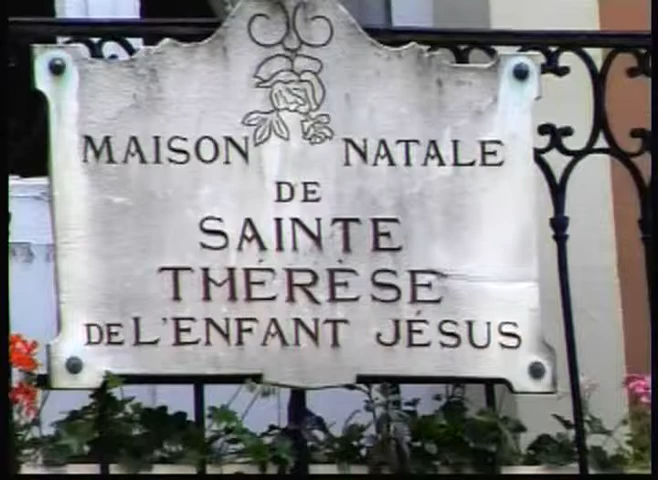 MAISON NATALE
DE
SAINTE
THÉRÈSE
DE L'ENFANT JÉSUS